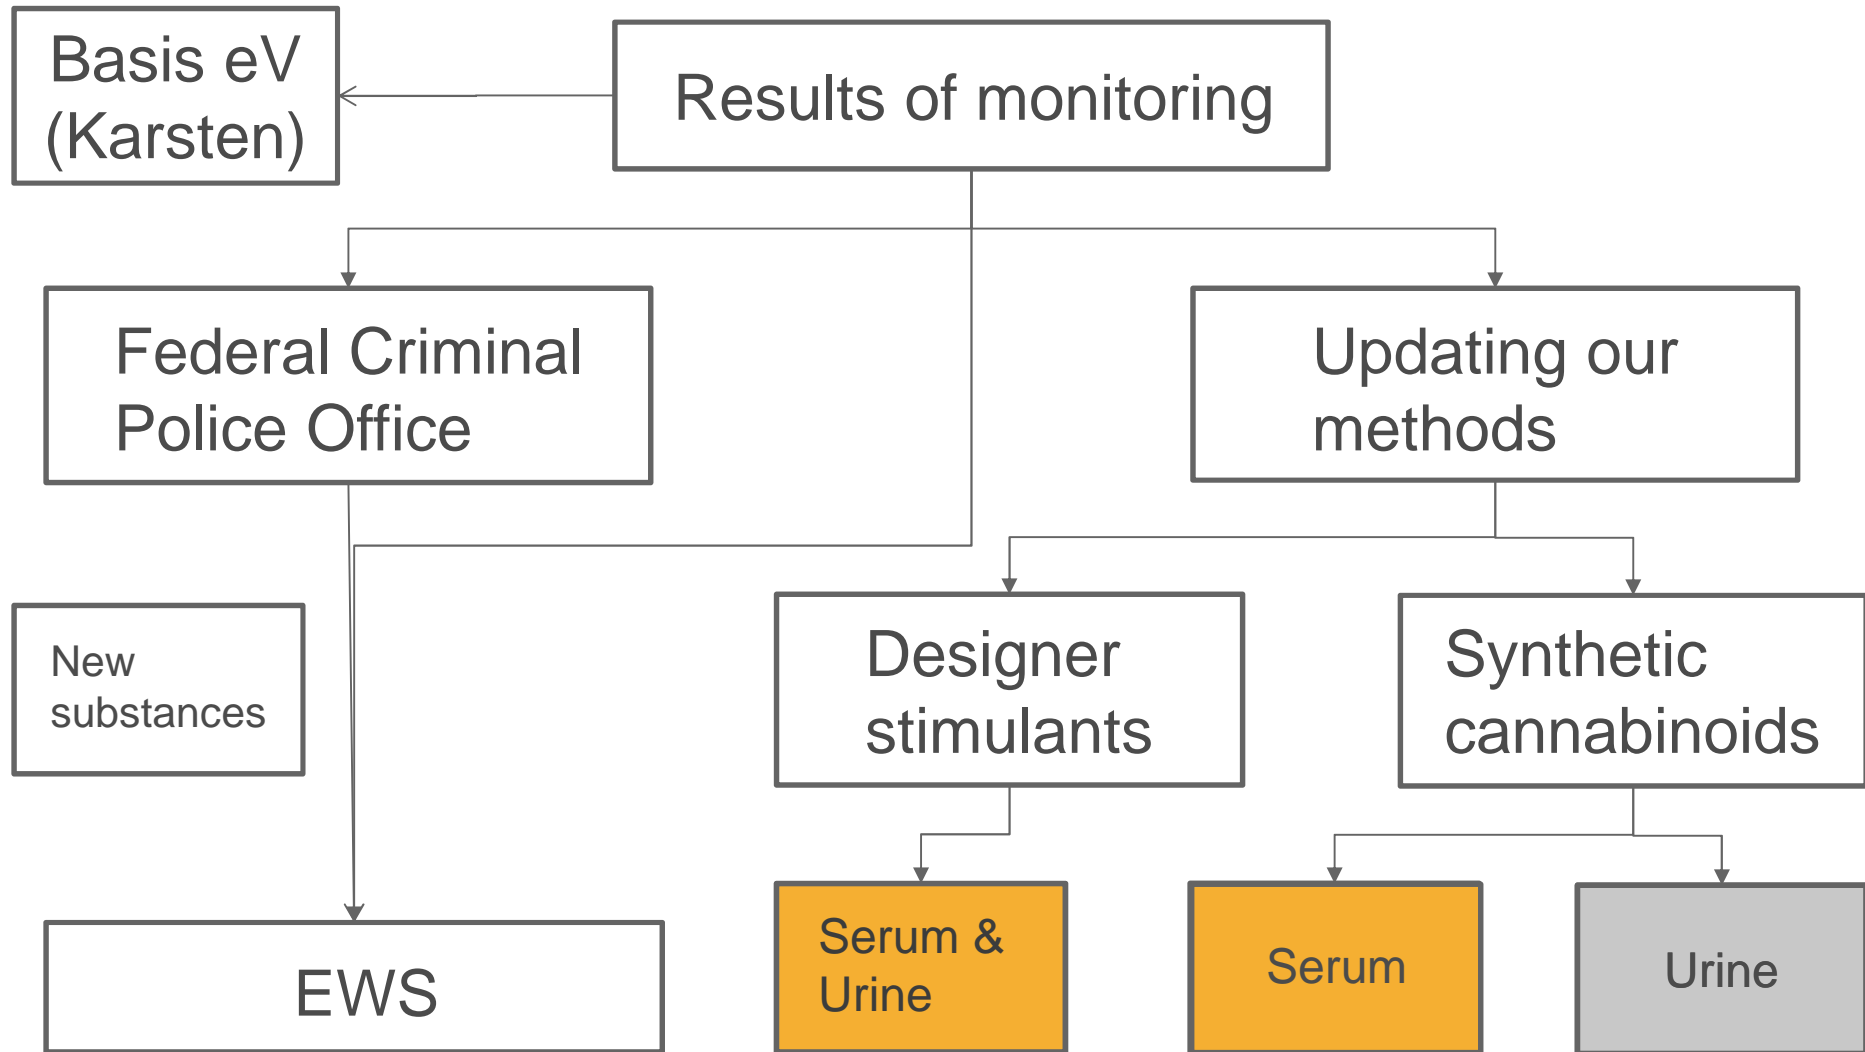 Basis eV
(Karsten)
Results of monitoring
Federal Criminal
Police Office
Updating our
methods
New
substances
Designer
stimulants
Synthetic
cannabinoids
EWS
Serum &
Urine
Serum
Urine